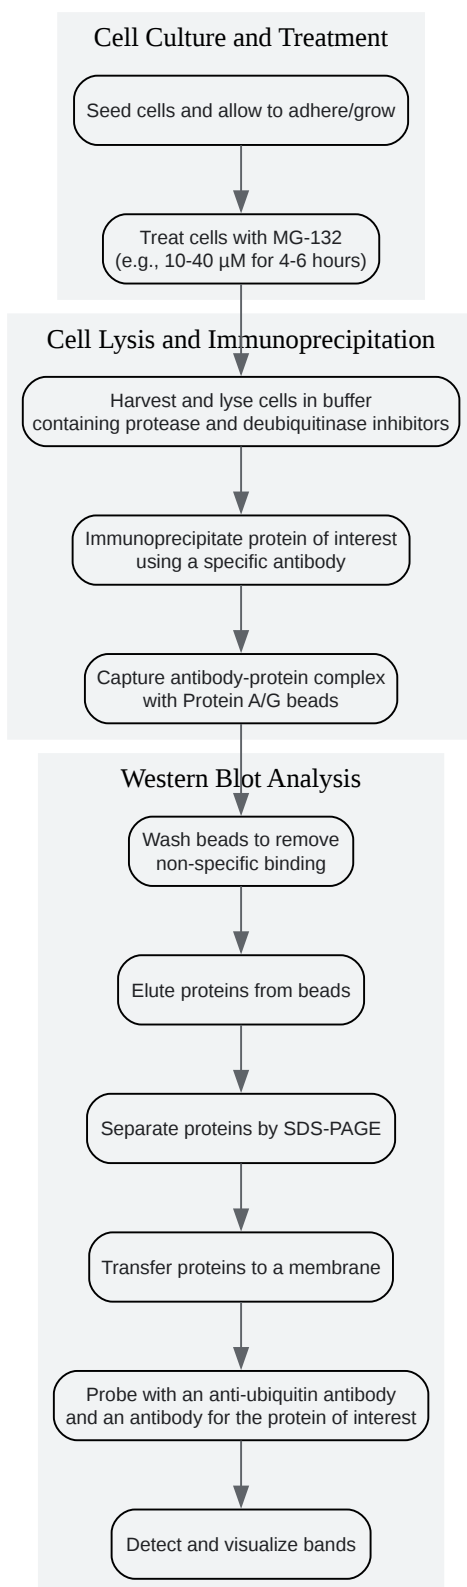 Cell Culture and Treatment
Seed cells and allow to adhere/grow
Treat cells with MG-132
(e.g., 10-40 µM for 4-6 hours)
Cell Lysis and Immunoprecipitation
Harvest and lyse cells in buffer
containing protease and deubiquitinase inhibitors
Immunoprecipitate protein of interest
using a specific antibody
Capture antibody-protein complex
with Protein A/G beads
Western Blot Analysis
Wash beads to remove
non-specific binding
Elute proteins from beads
Separate proteins by SDS-PAGE
Transfer proteins to a membrane
Probe with an anti-ubiquitin antibody
and an antibody for the protein of interest
Detect and visualize bands